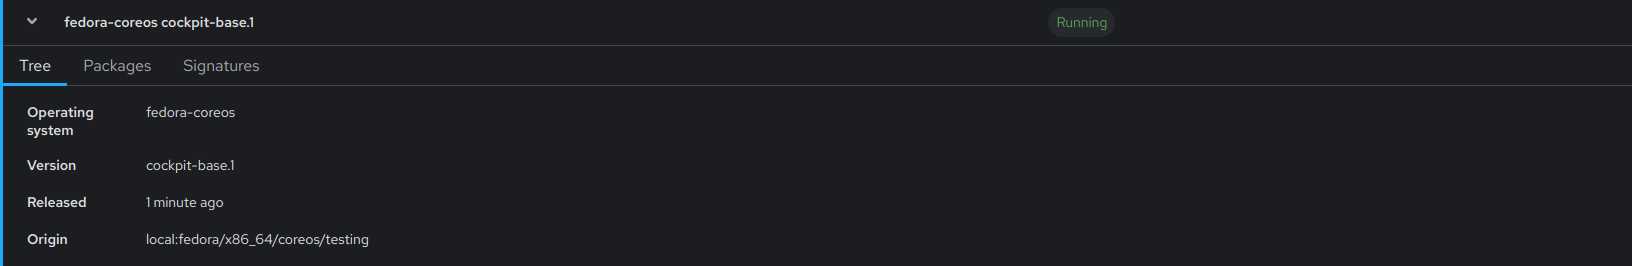 fedora-coreos cockpit-base.1 Running
Tree Packages Signatures
Operating system fedora-coreos
Version cockpit-base.1
Released 1 minute ago
Origin local:fedora/x86_64/coreos/testing